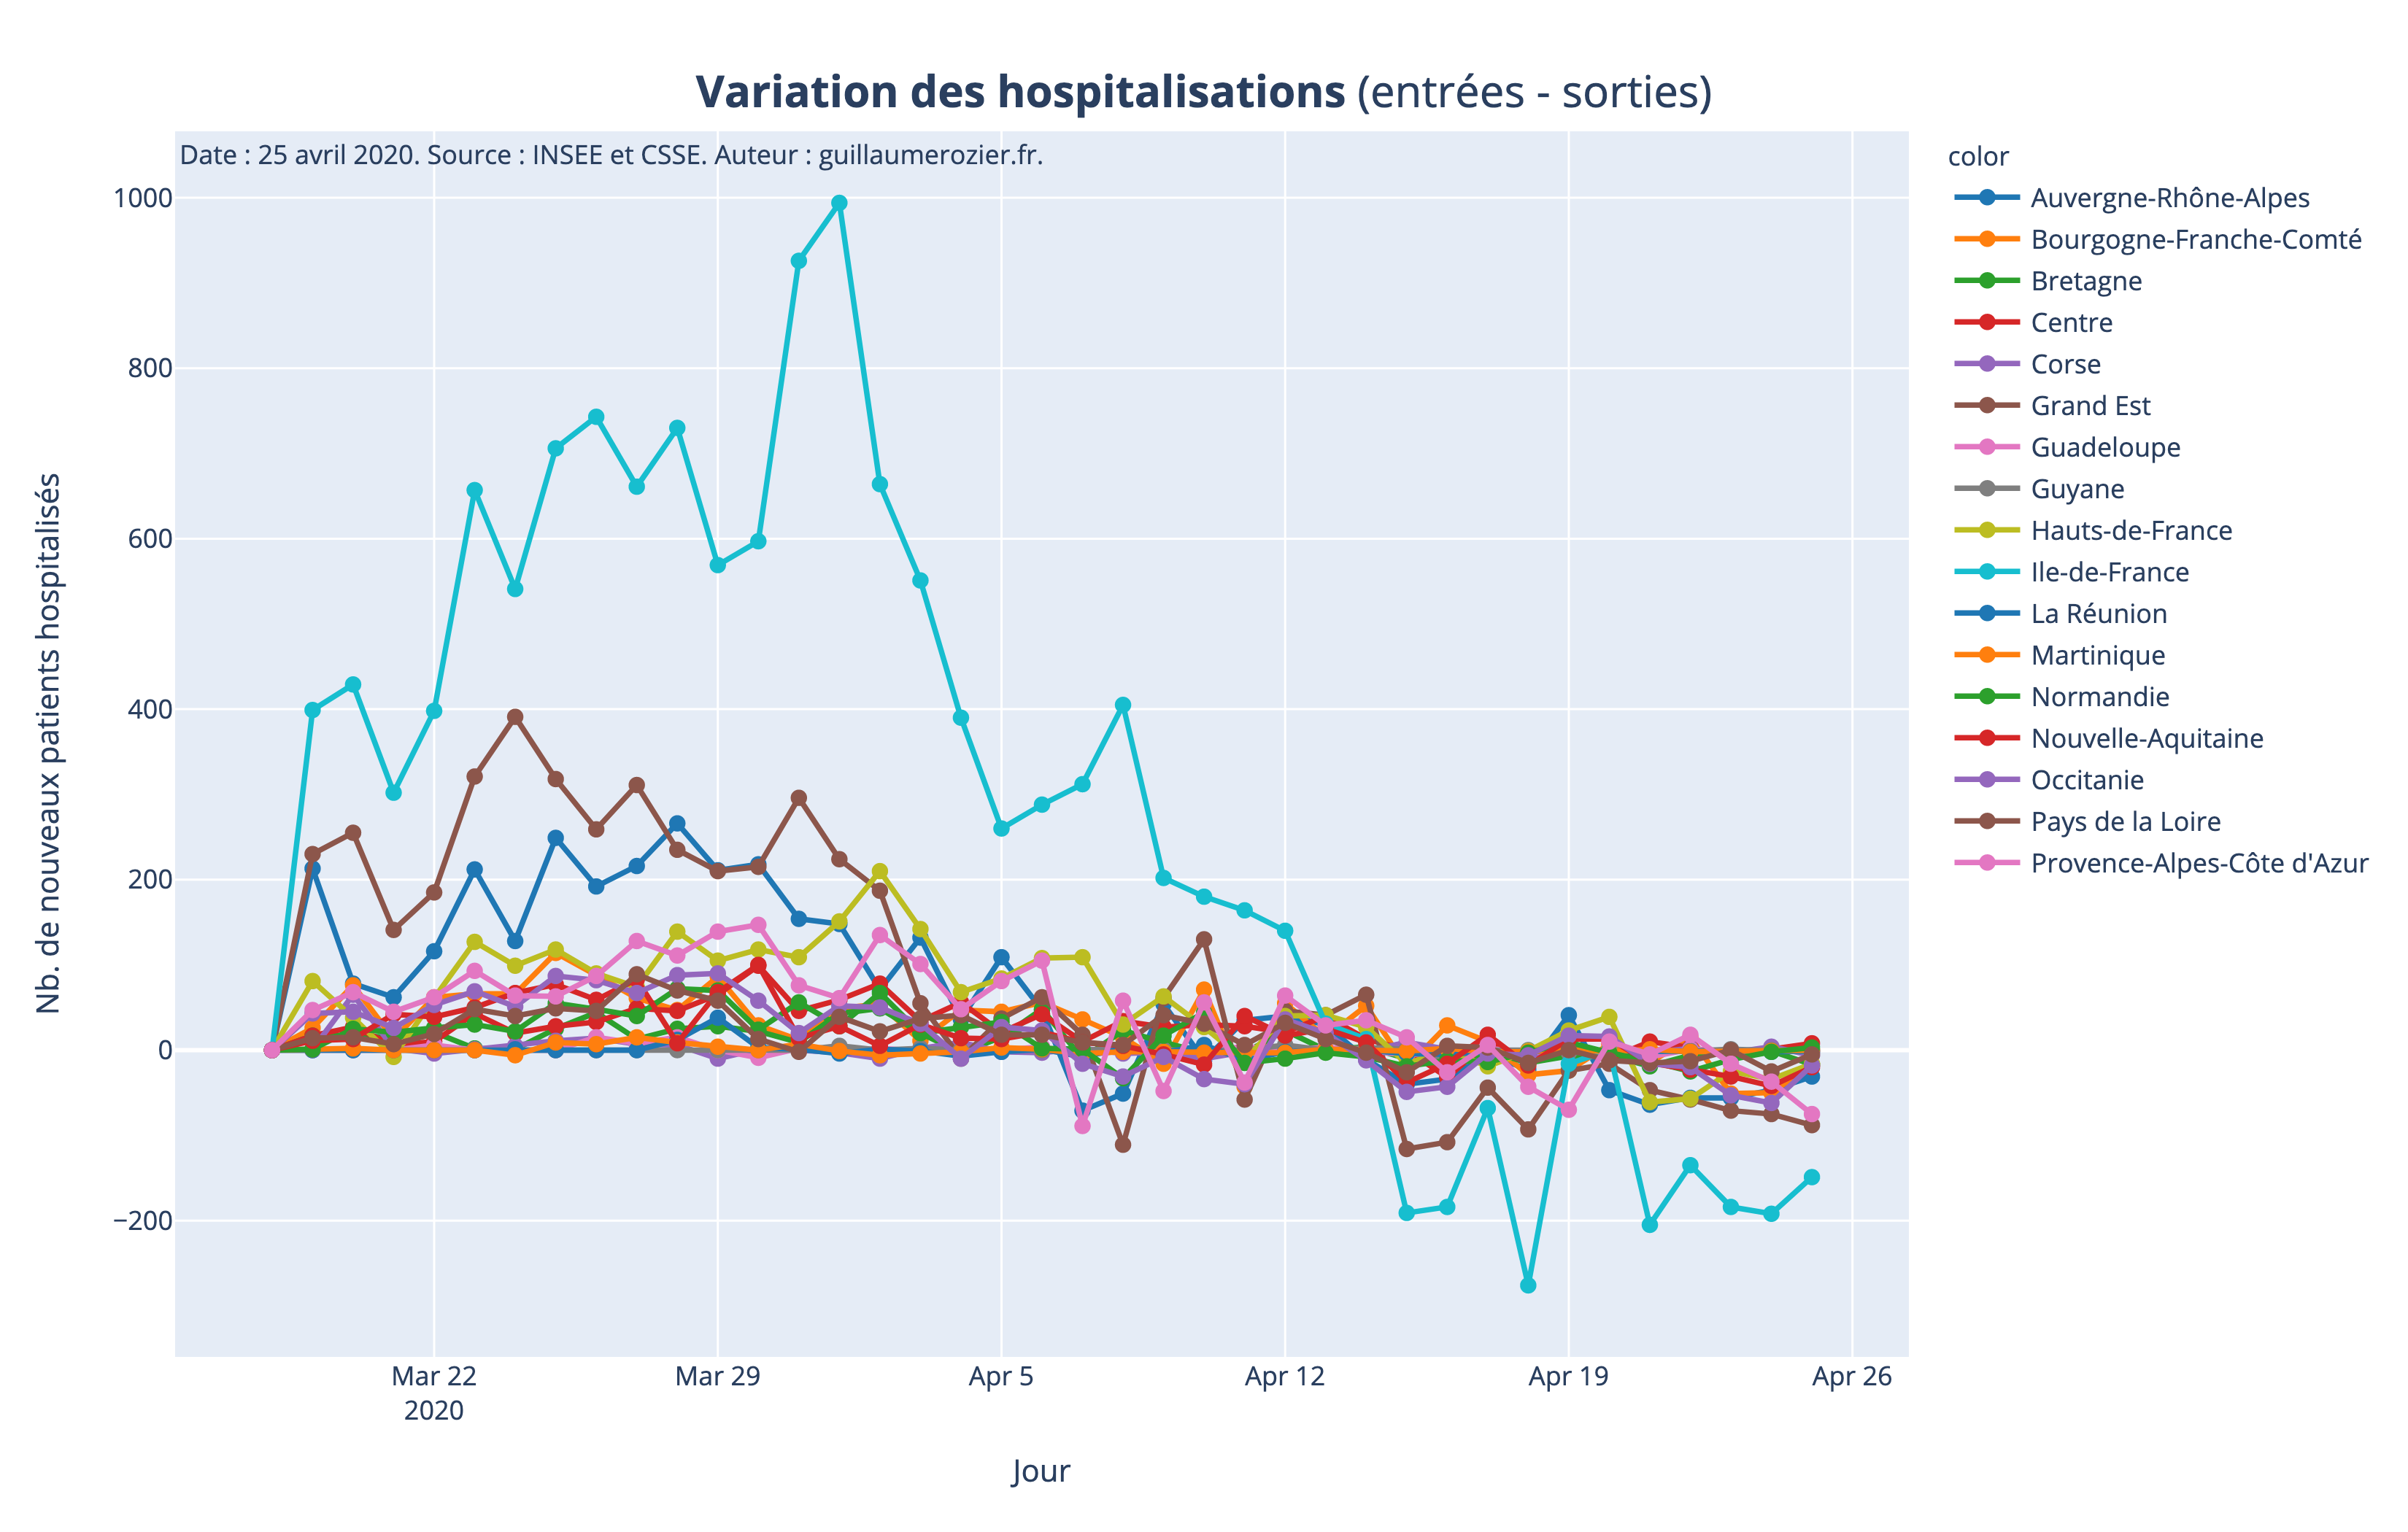 Variation des hospitalisations (entrées - sorties)
Date : 25 avril 2020. Source : INSEE et CSSE. Auteur : guillaumerozier.fr.
Nb. de nouveaux patients hospitalisés
1000
800
600
400
200
0
−200
Mar 22
2020
Mar 29
Apr 5
Apr 12
Apr 19
Apr 26
Jour
color
Auvergne-Rhône-Alpes
Bourgogne-Franche-Comté
Bretagne
Centre
Corse
Grand Est
Guadeloupe
Guyane
Hauts-de-France
Ile-de-France
La Réunion
Martinique
Normandie
Nouvelle-Aquitaine
Occitanie
Pays de la Loire
Provence-Alpes-Côte d'Azur